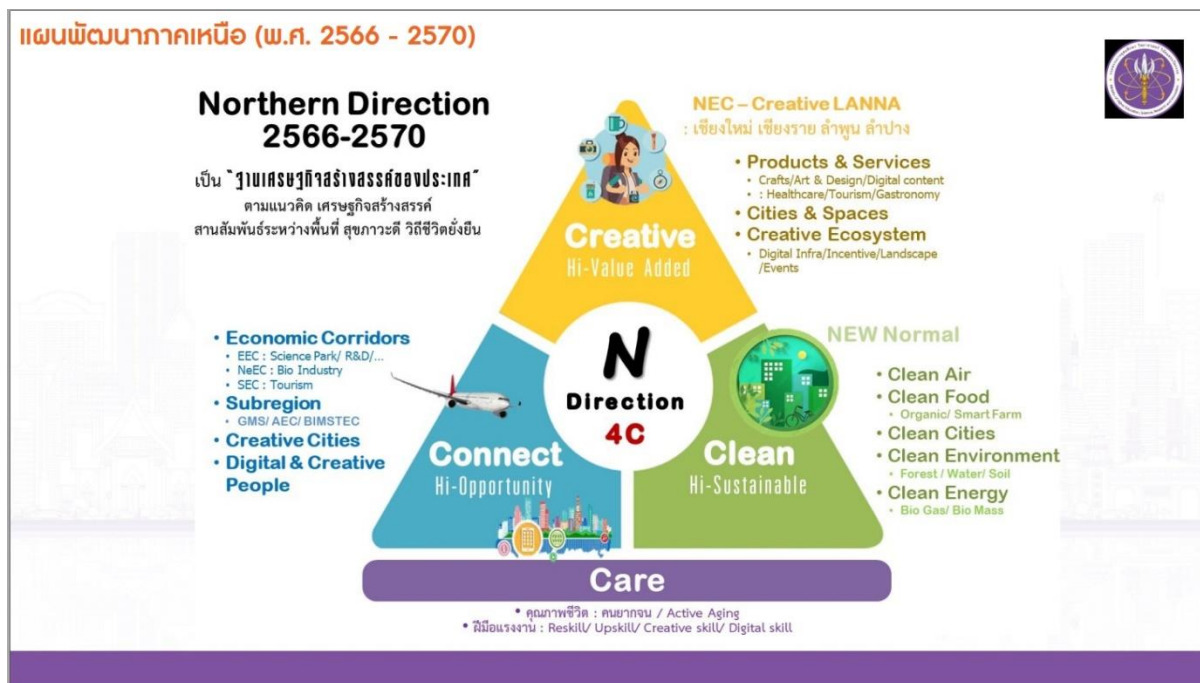 แผนพัฒนาภาคเหนือ (พ.ศ. 2566 - 2570)
Northern Direction
2566-2570
เป็น "ฐานเศรษฐกิจสร้างสรรค์ของประเทศ"
ตามแนวคิด เศรษฐกิจสร้างสรรค์
สานสัมพันธ์ระหว่างพื้นที่ สุขภาวะดี วิถีชีวิตยั่งยืน
NEC – Creative LANNA
: เชียงใหม่ เชียงราย ลำพูน ลำปาง
• Products & Services
• Crafts/Art & Design/Digital content
• : Healthcare/Tourism/Gastronomy
• Cities & Spaces
• Creative Ecosystem
• Digital Infra/Incentive/Landscape
/Events
Creative
Hi-Value Added
• Economic Corridors
• EEC : Science Park/ R&D/...
• NeEC : Bio Industry
• SEC : Tourism
• Subregion
• GMS/ AEC/ BIMSTEC
• Creative Cities
• Digital & Creative
People
Connect
Hi-Opportunity
N
Direction
4C
Clean
Hi-Sustainable
NEW Normal
• Clean Air
• Clean Food
• Organic/ Smart Farm
• Clean Cities
• Clean Environment
• Forest / Water/ Soil
• Clean Energy
• Bio Gas/ Bio Mass
Care
• คุณภาพชีวิต : คนยากจน / Active Aging
• ฝีมือแรงงาน : Reskill/ Upskill/ Creative skill/ Digital skill